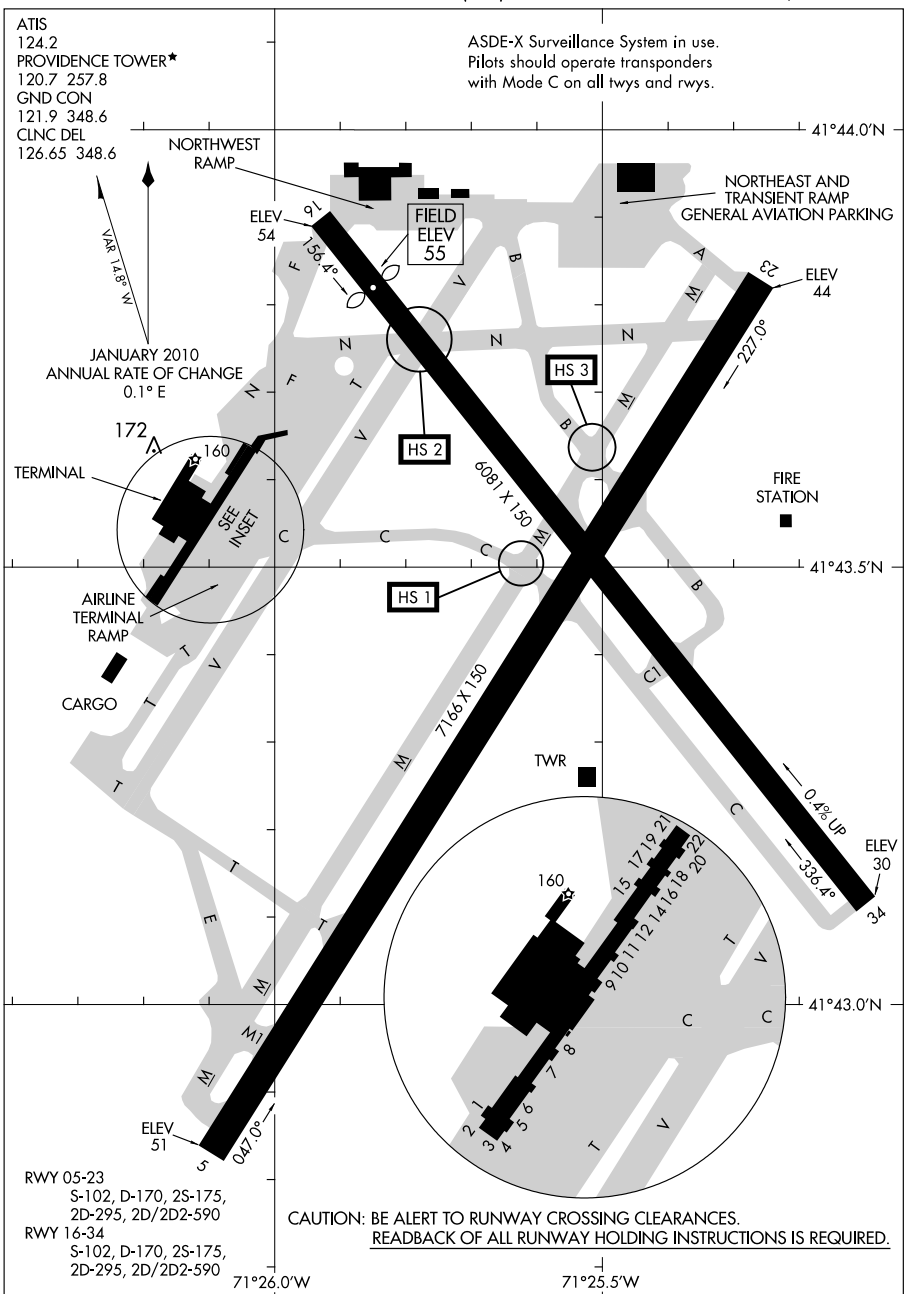 ATIS
124.2
PROVIDENCE TOWER★
120.7 257.8
GND CON
121.9 348.6
CLNC DEL
126.65 348.6
ASDE-X Surveillance System in use.
Pilots should operate transponders
with Mode C on all twys and rwys.
41°44.0'N
NORTHWEST
RAMP
NORTHEAST AND
TRANSIENT RAMP
GENERAL AVIATION PARKING
ELEV
54
16
FIELD
ELEV
55
156.4°
VAR 14.8° W
F
V
B
A
M
23
ELEV
44
227.0°
JANUARY 2010
ANNUAL RATE OF CHANGE
0.1° E
N
N
N
N
F
T
V
HS 3
M
B
HS 2
172
160
TERMINAL
SEE
INSET
6081 X 150
FIRE
STATION
C
C
C
M
B
41°43.5'N
HS 1
AIRLINE
TERMINAL
RAMP
T
V
CARGO
T
C1
7166 X 150
M
TWR
T
C
0.4% UP
336.4°
ELEV
30
34
T
E
T
M
M1
M
160
15
17
19
21
22
20
18
16
14
12
11
10
9
8
7
6
5
4
3
2
1
T
V
C
C
T
V
41°43.0'N
ELEV
51
5
047.0°
RWY 05-23
S-102, D-170, 2S-175,
2D-295, 2D/2D2-590
RWY 16-34
S-102, D-170, 2S-175,
2D-295, 2D/2D2-590
CAUTION: BE ALERT TO RUNWAY CROSSING CLEARANCES.
READBACK OF ALL RUNWAY HOLDING INSTRUCTIONS IS REQUIRED.
71°26.0'W
71°25.5'W